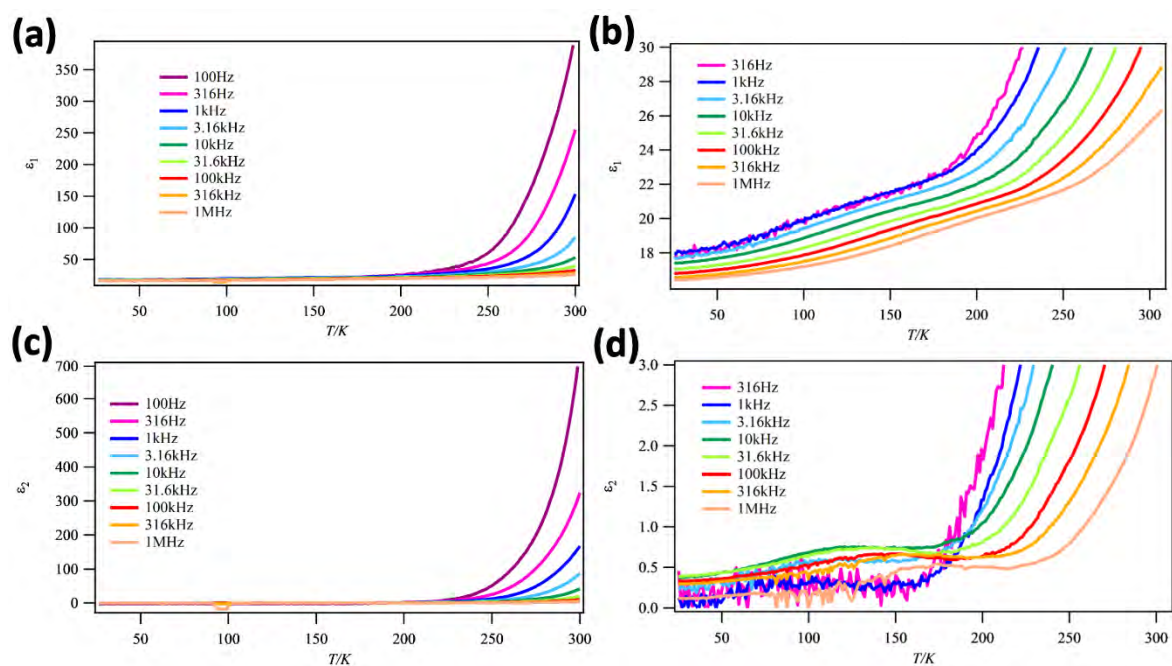 (a)
350
300
250
200
150
100
50
ε1
100Hz
316Hz
1kHz
3.16kHz
10kHz
31.6kHz
100kHz
316kHz
1MHz
50 100 150 200 250 300
T/K
(b)
30
28
26
24
22
20
18
ε1
316Hz
1kHz
3.16kHz
10kHz
31.6kHz
100kHz
316kHz
1MHz
50 100 150 200 250 300
T/K
(c)
700
600
500
400
300
200
100
0
ε2
100Hz
316Hz
1kHz
3.16kHz
10kHz
31.6kHz
100kHz
316kHz
1MHz
50 100 150 200 250 300
T/K
(d)
3.0
2.5
2.0
1.5
1.0
0.5
0.0
ε2
316Hz
1kHz
3.16kHz
10kHz
31.6kHz
100kHz
316kHz
1MHz
50 100 150 200 250 300
T/K